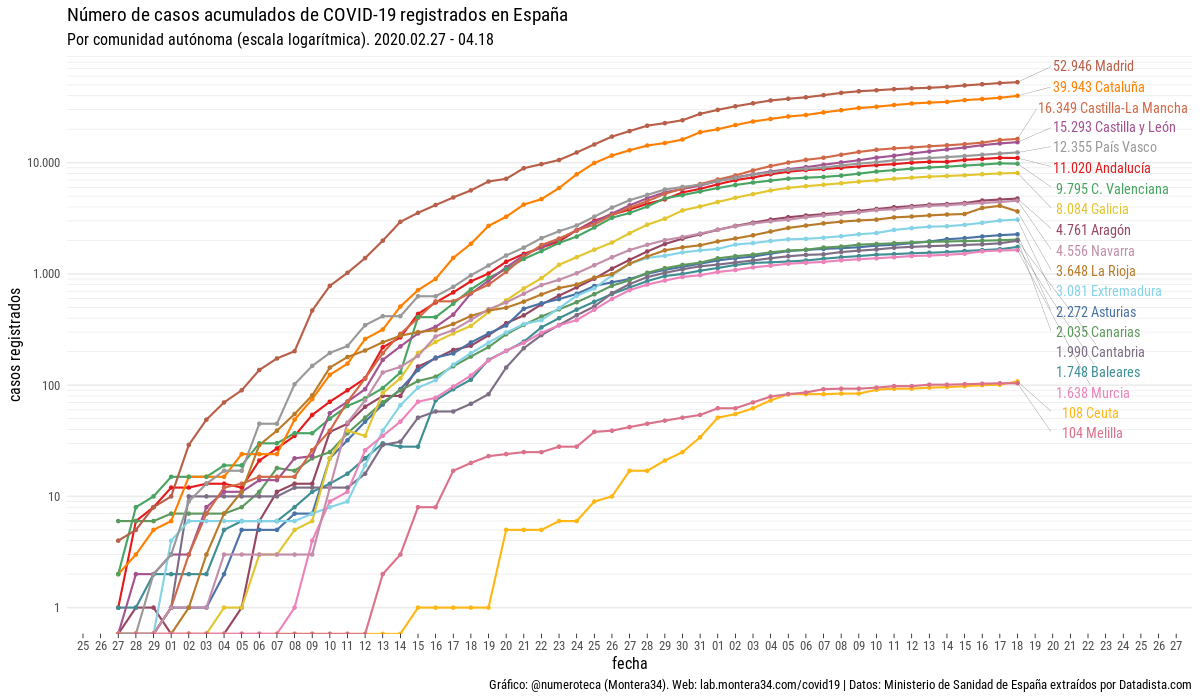 Número de casos acumulados de COVID-19 registrados en España
Por comunidad autónoma (escala logarítmica). 2020.02.27 - 04.18
52.946 Madrid
39.943 Cataluña
16.349 Castilla-La Mancha
15.293 Castilla y León
12.355 País Vasco
11.020 Andalucía
9.795 C. Valenciana
8.084 Galicia
4.761 Aragón
4.556 Navarra
3.648 La Rioja
3.081 Extremadura
2.272 Asturias
2.035 Canarias
1.990 Cantabria
1.748 Baleares
1.638 Murcia
108 Ceuta
104 Melilla
casos registrados
10.000
1.000
100
10
1
25 26 27 28 29 01 02 03 04 05 06 07 08 09 10 11 12 13 14 15 16 17 18 19 20 21 22 23 24 25 26 27 28 29 30 31 01 02 03 04 05 06 07 08 09 10 11 12 13 14 15 16 17 18 19 20 21 22 23 24 25 26 27
fecha
Gráfico: @numeroteca (Montera34). Web: lab.montera34.com/covid19 | Datos: Ministerio de Sanidad de España extraídos por Datadista.com